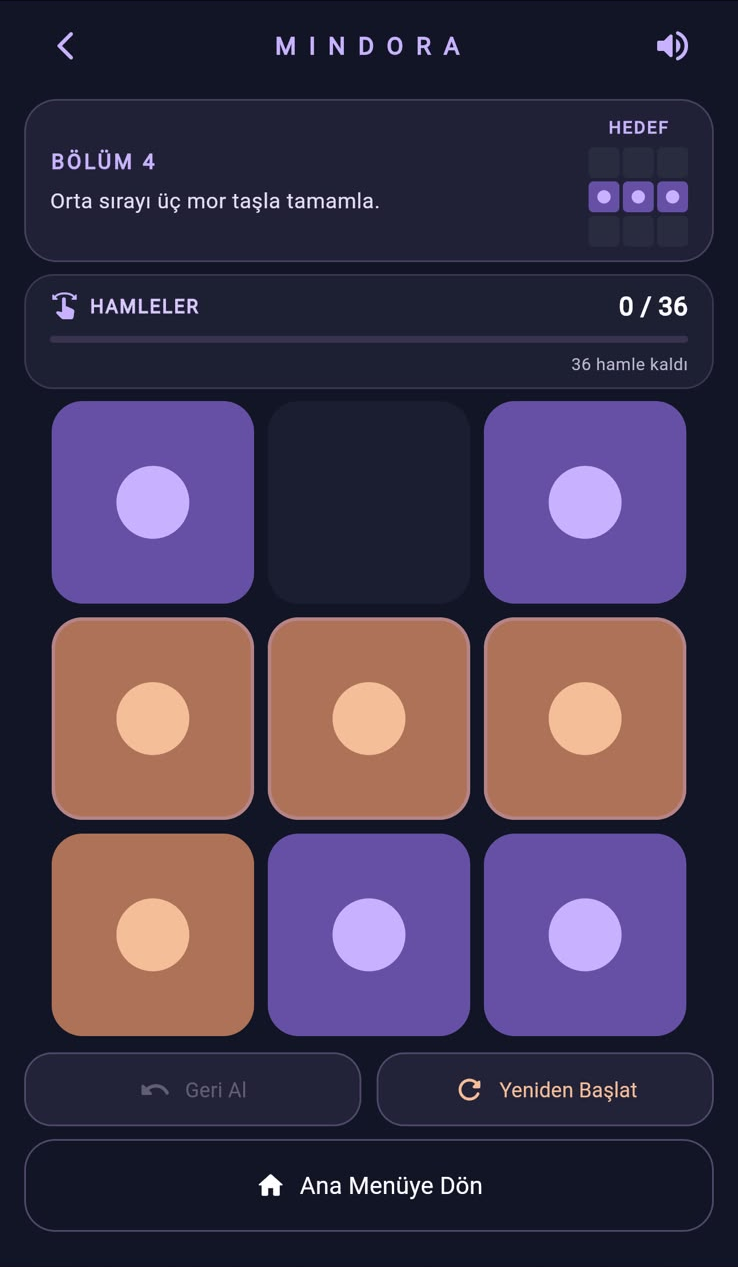 MINDORA
HEDEF
BÖLÜM 4
Orta sırayı üç mor taşla tamamla.
HAMLELER
0 / 36
36 hamle kaldı
Geri Al
Yeniden Başlat
Ana Menüye Dön